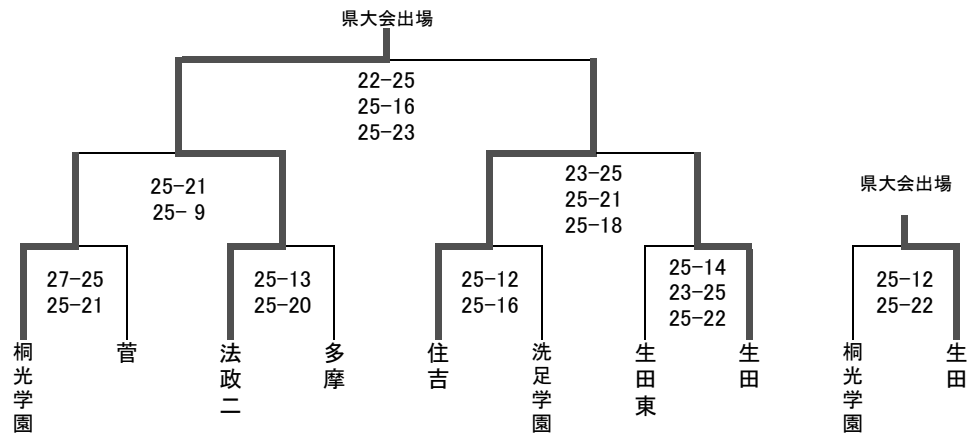 県大会出場
22-25
25-16
25-23
25-21
25- 9
23-25
25-21
25-18
県大会出場
27-25
25-21
25-13
25-20
25-12
25-16
25-14
23-25
25-22
25-12
25-22
桐光学園
菅
法政二
多摩
住吉
洗足学園
生田東
生田
桐光学園
生田